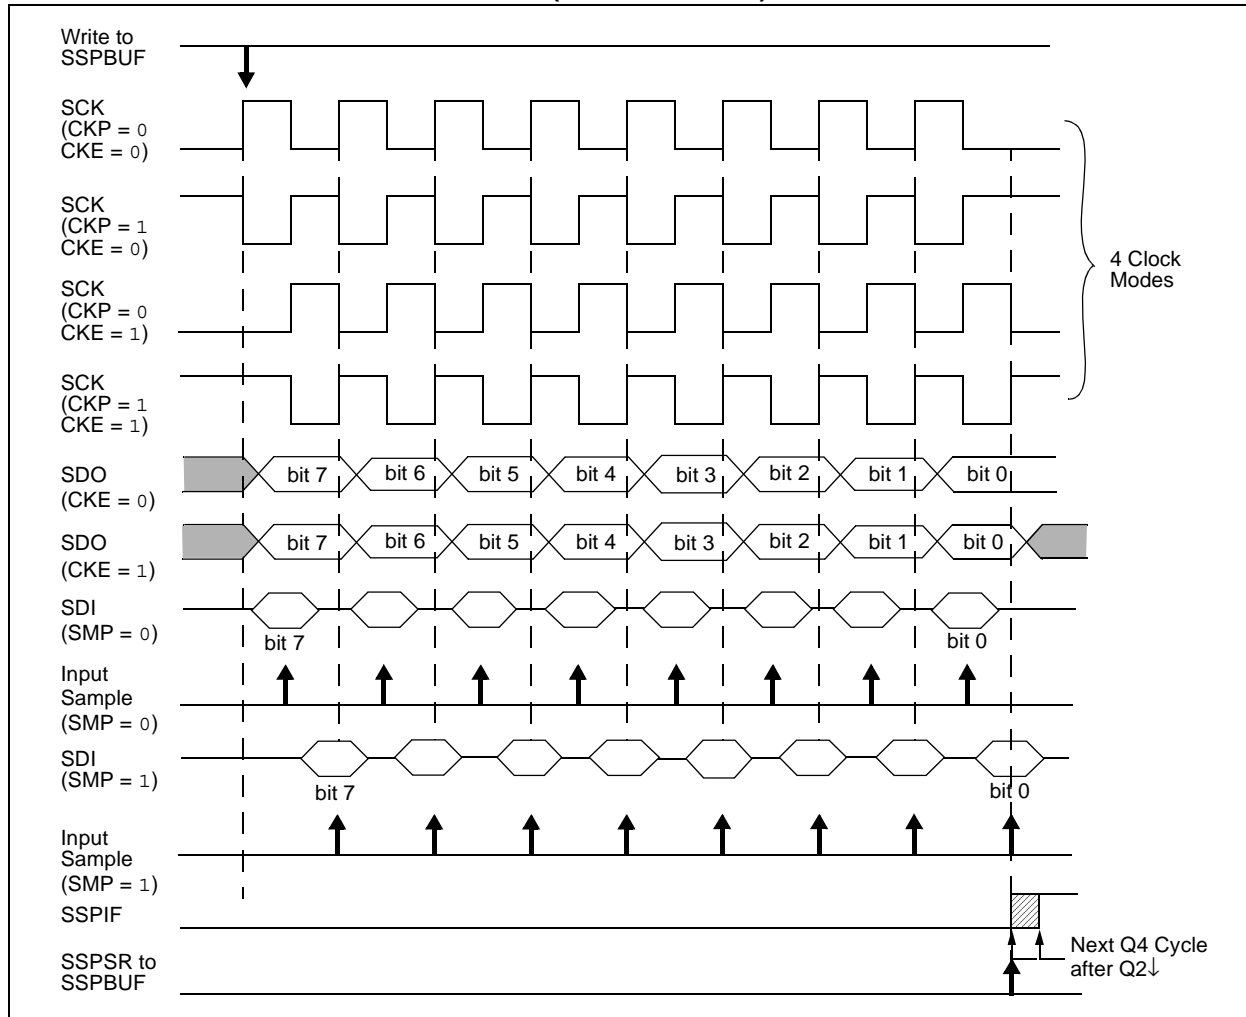 Write to
SSPBUF
SCK
(CKP = 0
CKE = 0)
SCK
(CKP = 1
CKE = 0)
SCK
(CKP = 0
CKE = 1)
SCK
(CKP = 1
CKE = 1)
4 Clock
Modes
SDO
(CKE = 0)
bit 7 bit 6 bit 5 bit 4 bit 3 bit 2 bit 1 bit 0
SDO
(CKE = 1)
bit 7 bit 6 bit 5 bit 4 bit 3 bit 2 bit 1 bit 0
SDI
(SMP = 0)
bit 7 bit 0
Input
Sample
(SMP = 0)
SDI
(SMP = 1)
bit 7 bit 0
Input
Sample
(SMP = 1)
SSPIF
Next Q4 Cycle
after Q2↓
SSPSR to
SSPBUF